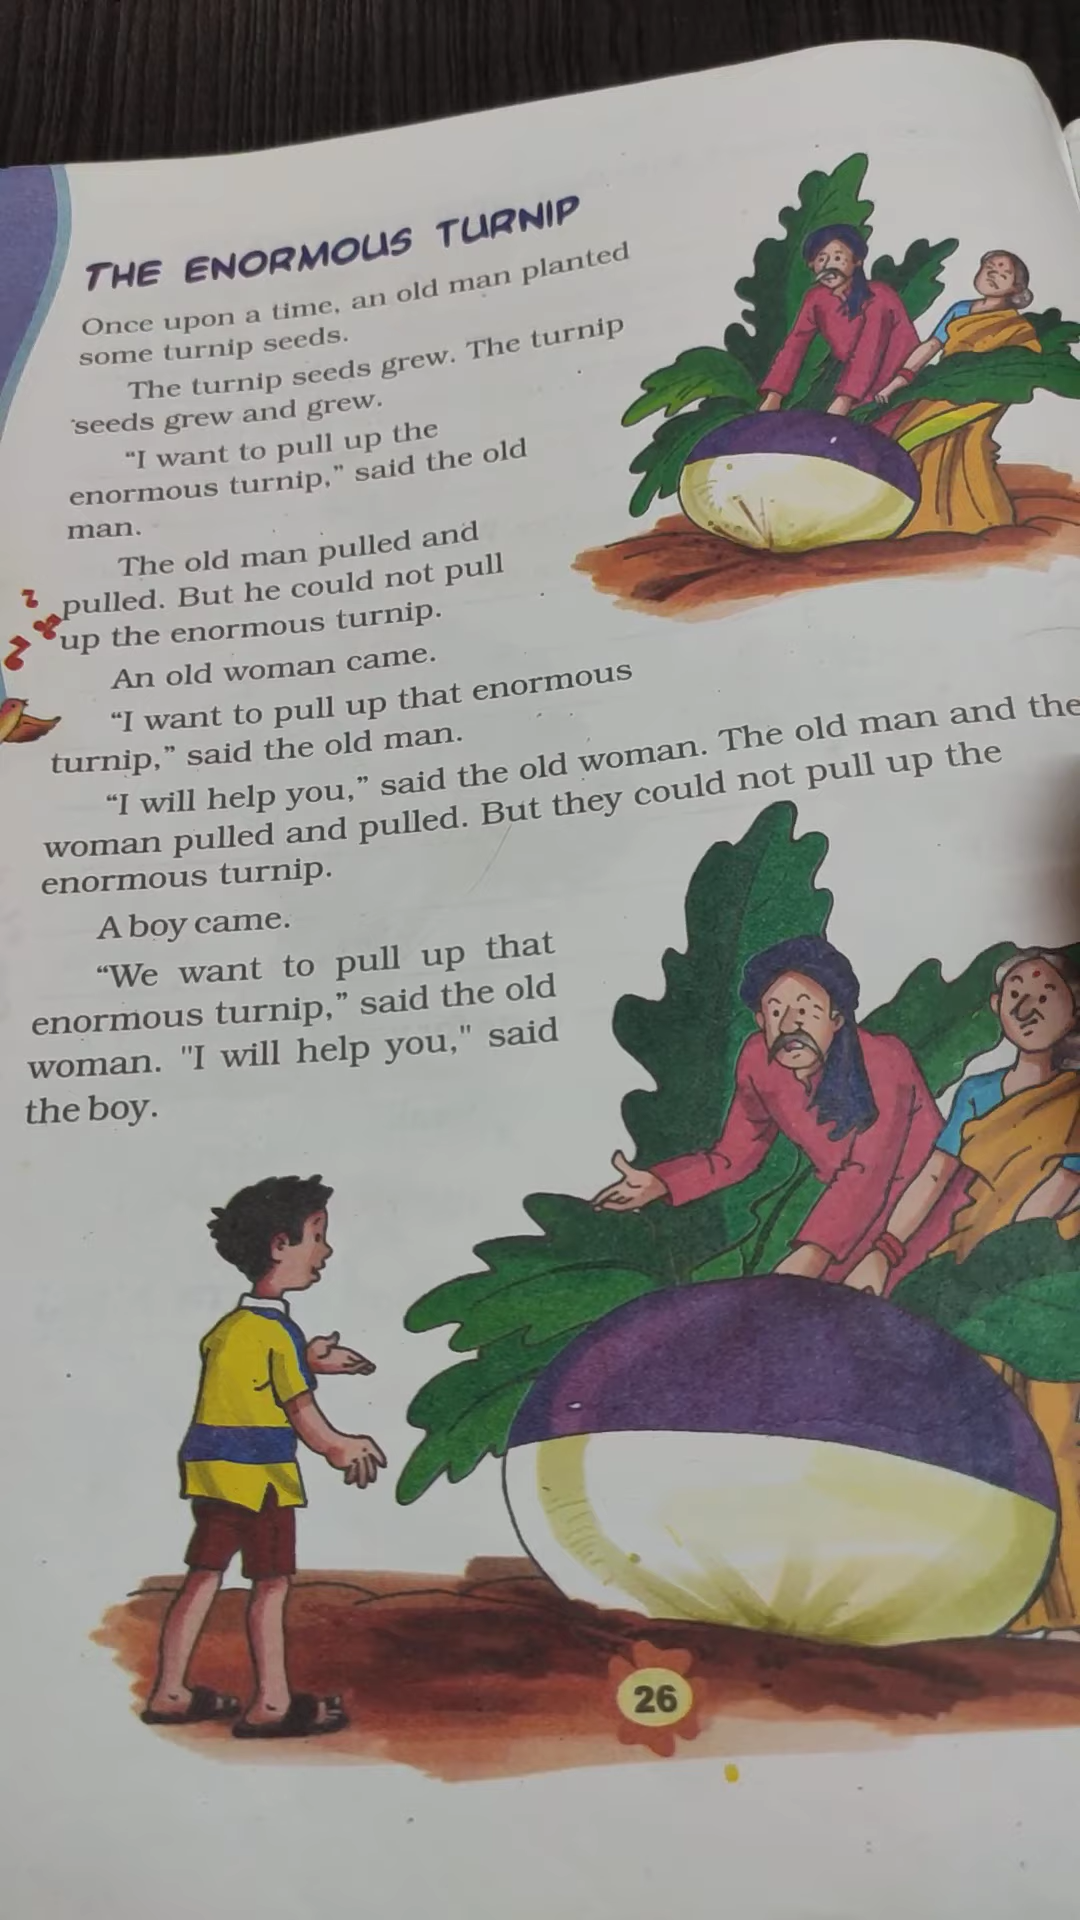 THE ENORMOUS TURNIP
Once upon a time, an old man planted
some turnip seeds.
The turnip seeds grew. The turnip
seeds grew and grew.
“I want to pull up the
enormous turnip,” said the old
man.
The old man pulled and
pulled. But he could not pull
up the enormous turnip.
An old woman came.
“I want to pull up that enormous
turnip,” said the old man.
“I will help you,” said the old woman. The old man and the
woman pulled and pulled. But they could not pull up the
enormous turnip.
A boy came.
“We want to pull up that
enormous turnip,” said the old
woman. "I will help you," said
the boy.
26